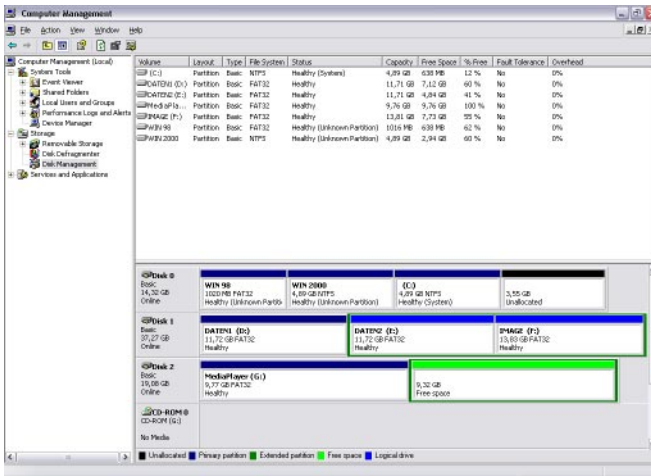 Computer Management
File Action View Window Help
Computer Management (Local)
System Tools
Event Viewer
Shared Folders
Local Users and Groups
Performance Logs and Alerts
Device Manager
Storage
Removable Storage
Disk Defragmenter
Disk Management
Services and Applications
Volume Layout Type File System Status Capacity Free Space % Free Fault Tolerance Overhead
(C:) Partition Basic NTFS Healthy (System) 4,89 GB 638 MB 12 % No 0%
DATEN1 (D:) Partition Basic FAT32 Healthy 11,71 GB 7,12 GB 60 % No 0%
DATEN2 (E:) Partition Basic FAT32 Healthy 11,71 GB 4,84 GB 41 % No 0%
MediaPla... Partition Basic FAT32 Healthy 9,76 GB 9,76 GB 100 % No 0%
IMAGE (F:) Partition Basic FAT32 Healthy 13,81 GB 7,73 GB 55 % No 0%
WIN 98 Partition Basic FAT32 Healthy (Unknown Partition) 1016 MB 638 MB 62 % No 0%
WIN 2000 Partition Basic FAT32 Healthy (Unknown Partition) 4,89 GB 2,94 GB 60 % No 0%
Disk 0
Basic
14,32 GB
Online
WIN 98
1020 MB FAT32
Healthy (Unknown Partiti
WIN 2000
4,89 GB NTFS
Healthy (Unknown Partition)
(C:)
4,89 GB NTFS
Healthy (System)
3,55 GB
Unallocated
Disk 1
Basic
37,27 GB
Online
DATEN1 (D:)
11,72 GB FAT32
Healthy
DATEN2 (E:)
11,72 GB FAT32
Healthy
IMAGE (F:)
13,83 GB FAT32
Healthy
Disk 2
Basic
19,08 GB
Online
MediaPlayer (G:)
9,77 GB FAT32
Healthy
9,32 GB
Free space
CD-ROM 0
CD-ROM (G:)
No Media
Unallocated Primary partition Extended partition Free space Logical drive